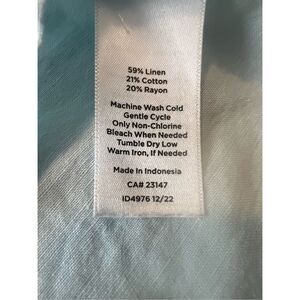 59% Linen
21% Cotton
20% Rayon
Machine Wash Cold
Gentle Cycle
Only Non-Chlorine
Bleach When Needed
Tumble Dry Low
Warm Iron, If Needed
Made In Indonesia
CA# 23147
ID4976 12/22